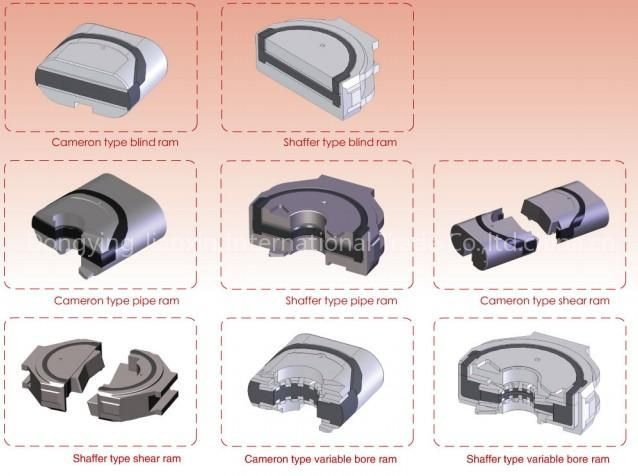 Cameron type blind ram
Shaffer type blind ram
Cameron type pipe ram
Shaffer type pipe ram
Cameron type shear ram
Shaffer type shear ram
Cameron type variable bore ram
Shaffer type variable bore ram